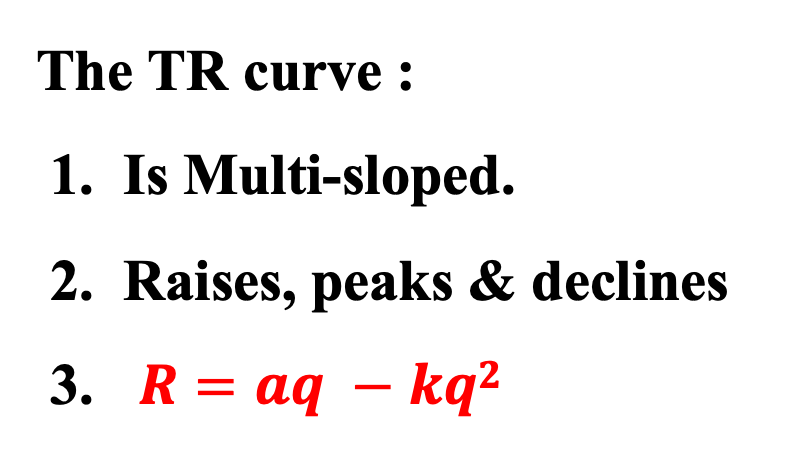 The TR curve :
1. Is Multi-sloped.
2. Raises, peaks & declines
3. R = aq − kq²